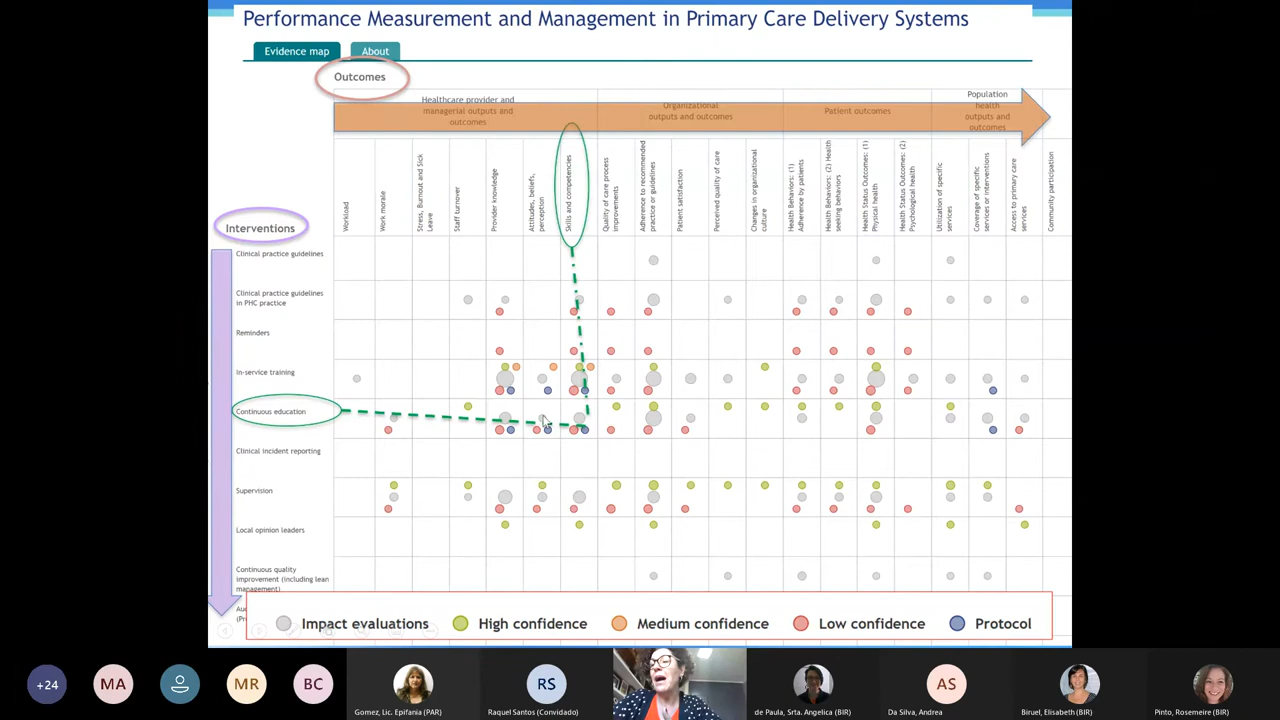 Performance Measurement and Management in Primary Care Delivery Systems
Evidence map
About
Outcomes
Healthcare provider and
managerial outputs and
outcomes
Organizational
outputs and outcomes
Patient outcomes
Population
health
outputs and
outcomes
Interventions
Workload
Work morale
Stress, Burnout and Sick
Leave
Staff turnover
Provider knowledge
Attitudes, beliefs,
perception
Skills and competencies
Quality of care process
improvements
Adherence to recommended
practice or guidelines
Patient satisfaction
Perceived quality of care
Changes in organizational
culture
Health Behaviors: (1)
Adherence by patients
Health Behaviors: (2) Health
seeking behaviors
Health Status Outcomes: (1)
Physical health
Health Status Outcomes: (2)
Psychological health
Utilization of specific
services
Coverage of specific
services or interventions
Access to primary care
services
Community participation
Clinical practice guidelines
Clinical practice guidelines
in PHC practice
Reminders
In-service training
Continuous education
Clinical incident reporting
Supervision
Local opinion leaders
Continuous quality
improvement (including lean
management)
Impact evaluations
High confidence
Medium confidence
Low confidence
Protocol
+24
MA
MR
BC
Gomez, Lic. Epifania (PAR)
RS
Raquel Santos (Convidado)
de Paula, Srta. Angelica (BIR)
AS
Da Silva, Andrea
Biruel, Elisabeth (BIR)
Pinto, Rosemeire (BIR)